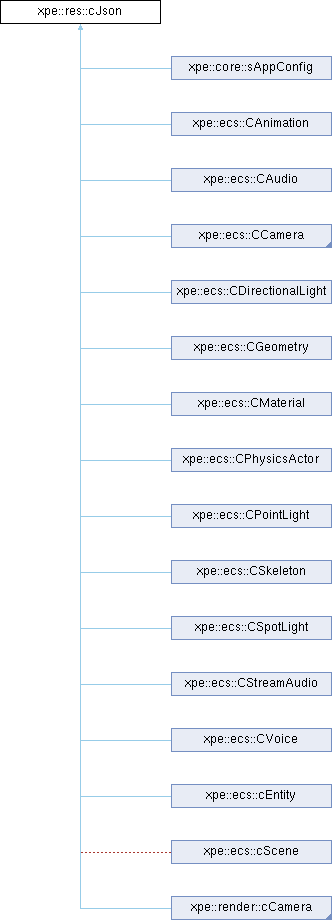 xpe::res::cJson
xpe::core::sAppConfig
xpe::ecs::CAnimation
xpe::ecs::CAudio
xpe::ecs::CCamera
xpe::ecs::CDirectionalLight
xpe::ecs::CGeometry
xpe::ecs::CMaterial
xpe::ecs::CPhysicsActor
xpe::ecs::CPointLight
xpe::ecs::CSkeleton
xpe::ecs::CSpotLight
xpe::ecs::CStreamAudio
xpe::ecs::CVoice
xpe::ecs::cEntity
xpe::ecs::cScene
xpe::render::cCamera